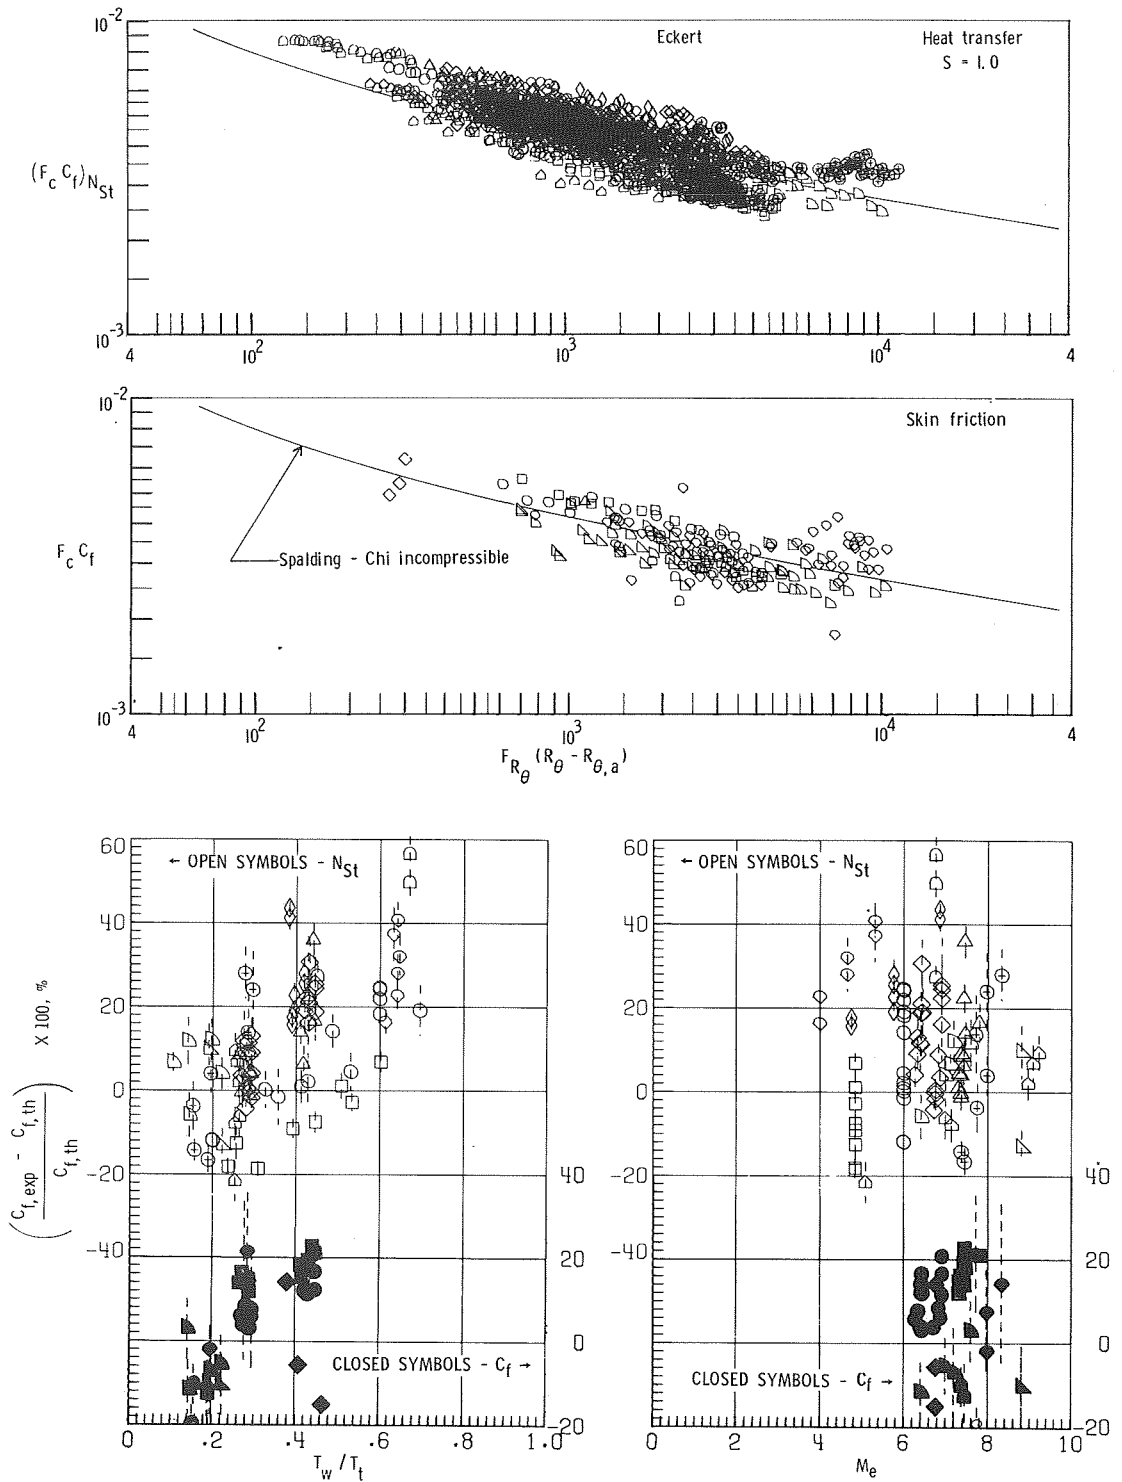 10⁻²
Eckert
Heat transfer
S = 1.0
(F_c C_f)_N_St
10⁻³
4 10² 10³ 10⁴ 4
10⁻²
Skin friction
F_c C_f
Spalding - Chi incompressible
10⁻³
4 10² 10³ 10⁴ 4
F_R_θ (R_θ - R_θ,a)
60
← OPEN SYMBOLS - N_St
40
20
0
-20 40
-40 20
0
CLOSED SYMBOLS - C_f →
-20
0 .2 .4 .6 .8 1.0
T_w / T_t
(C_f,exp - C_f,th / C_f,th) X 100, %
60
← OPEN SYMBOLS - N_St
40
20
0
-20 40
-40 20
0
CLOSED SYMBOLS - C_f →
-20
0 2 4 6 8 10
M_e